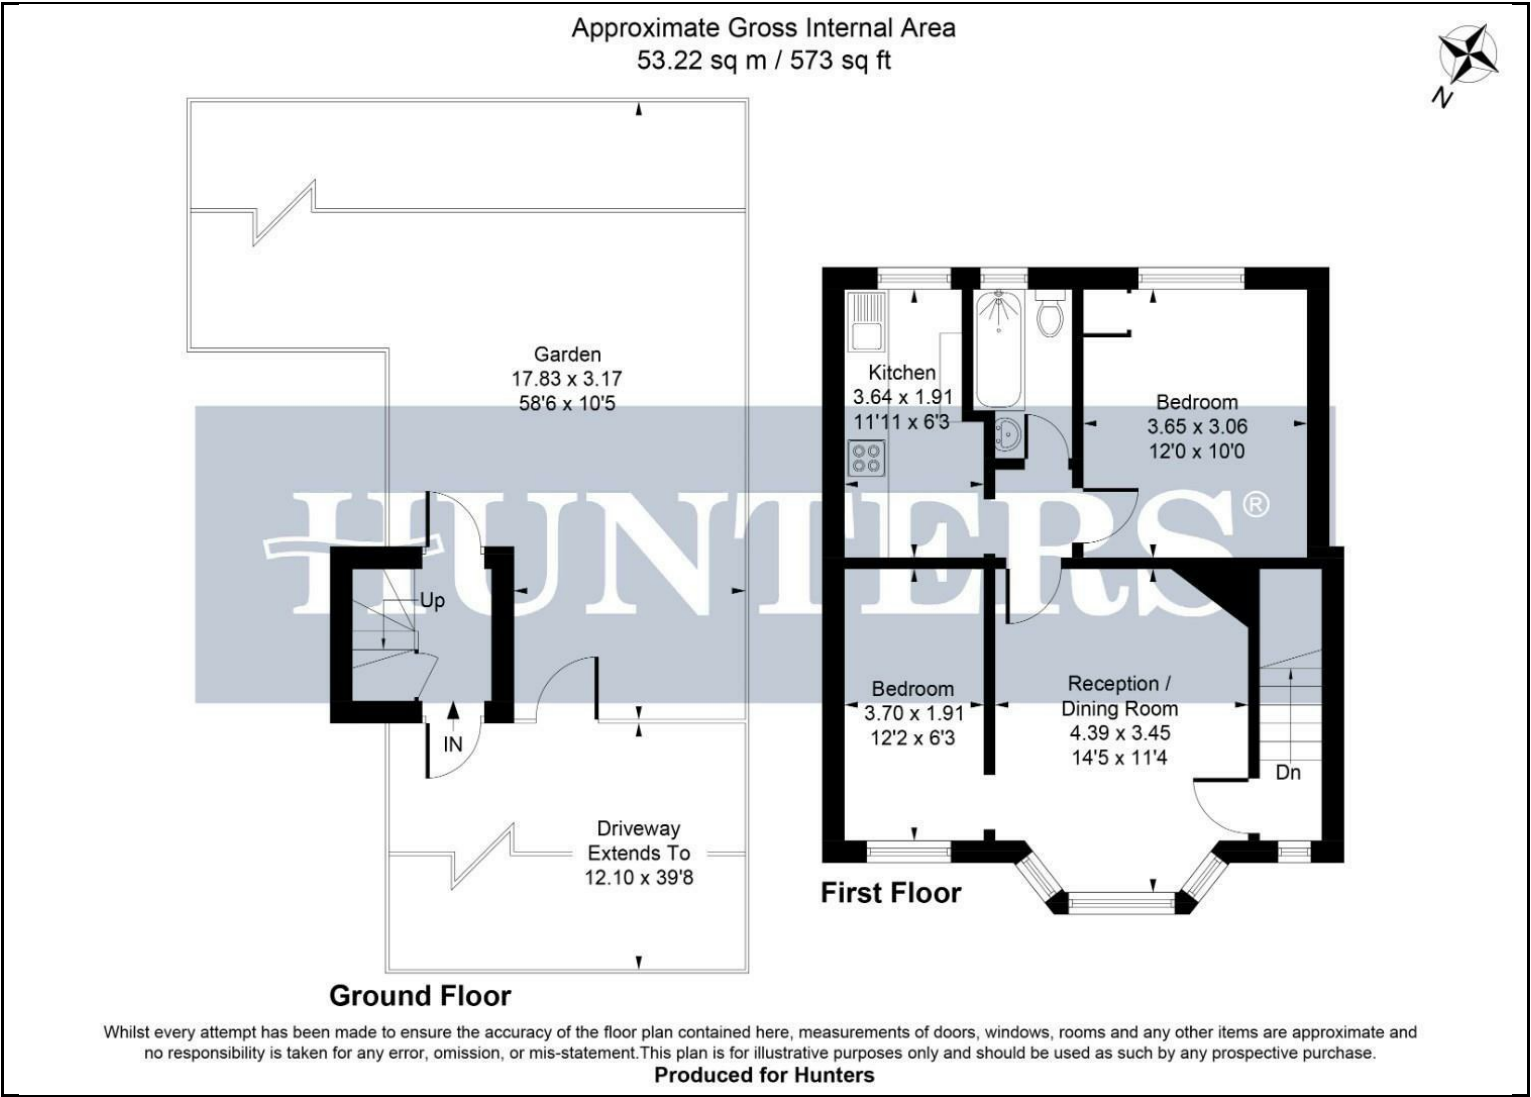 Approximate Gross Internal Area
53.22 sq m / 573 sq ft
N
Garden
17.83 x 3.17
58'6 x 10'5
Kitchen
3.64 x 1.91
11'11 x 6'3
Bedroom
3.65 x 3.06
12'0 x 10'0
HUNTERS®
Up
IN
Bedroom
3.70 x 1.91
12'2 x 6'3
Reception /
Dining Room
4.39 x 3.45
14'5 x 11'4
Dn
Driveway
Extends To
12.10 x 39'8
First Floor
Ground Floor
Whilst every attempt has been made to ensure the accuracy of the floor plan contained here, measurements of doors, windows, rooms and any other items are approximate and
no responsibility is taken for any error, omission, or mis-statement.This plan is for illustrative purposes only and should be used as such by any prospective purchase.
Produced for Hunters